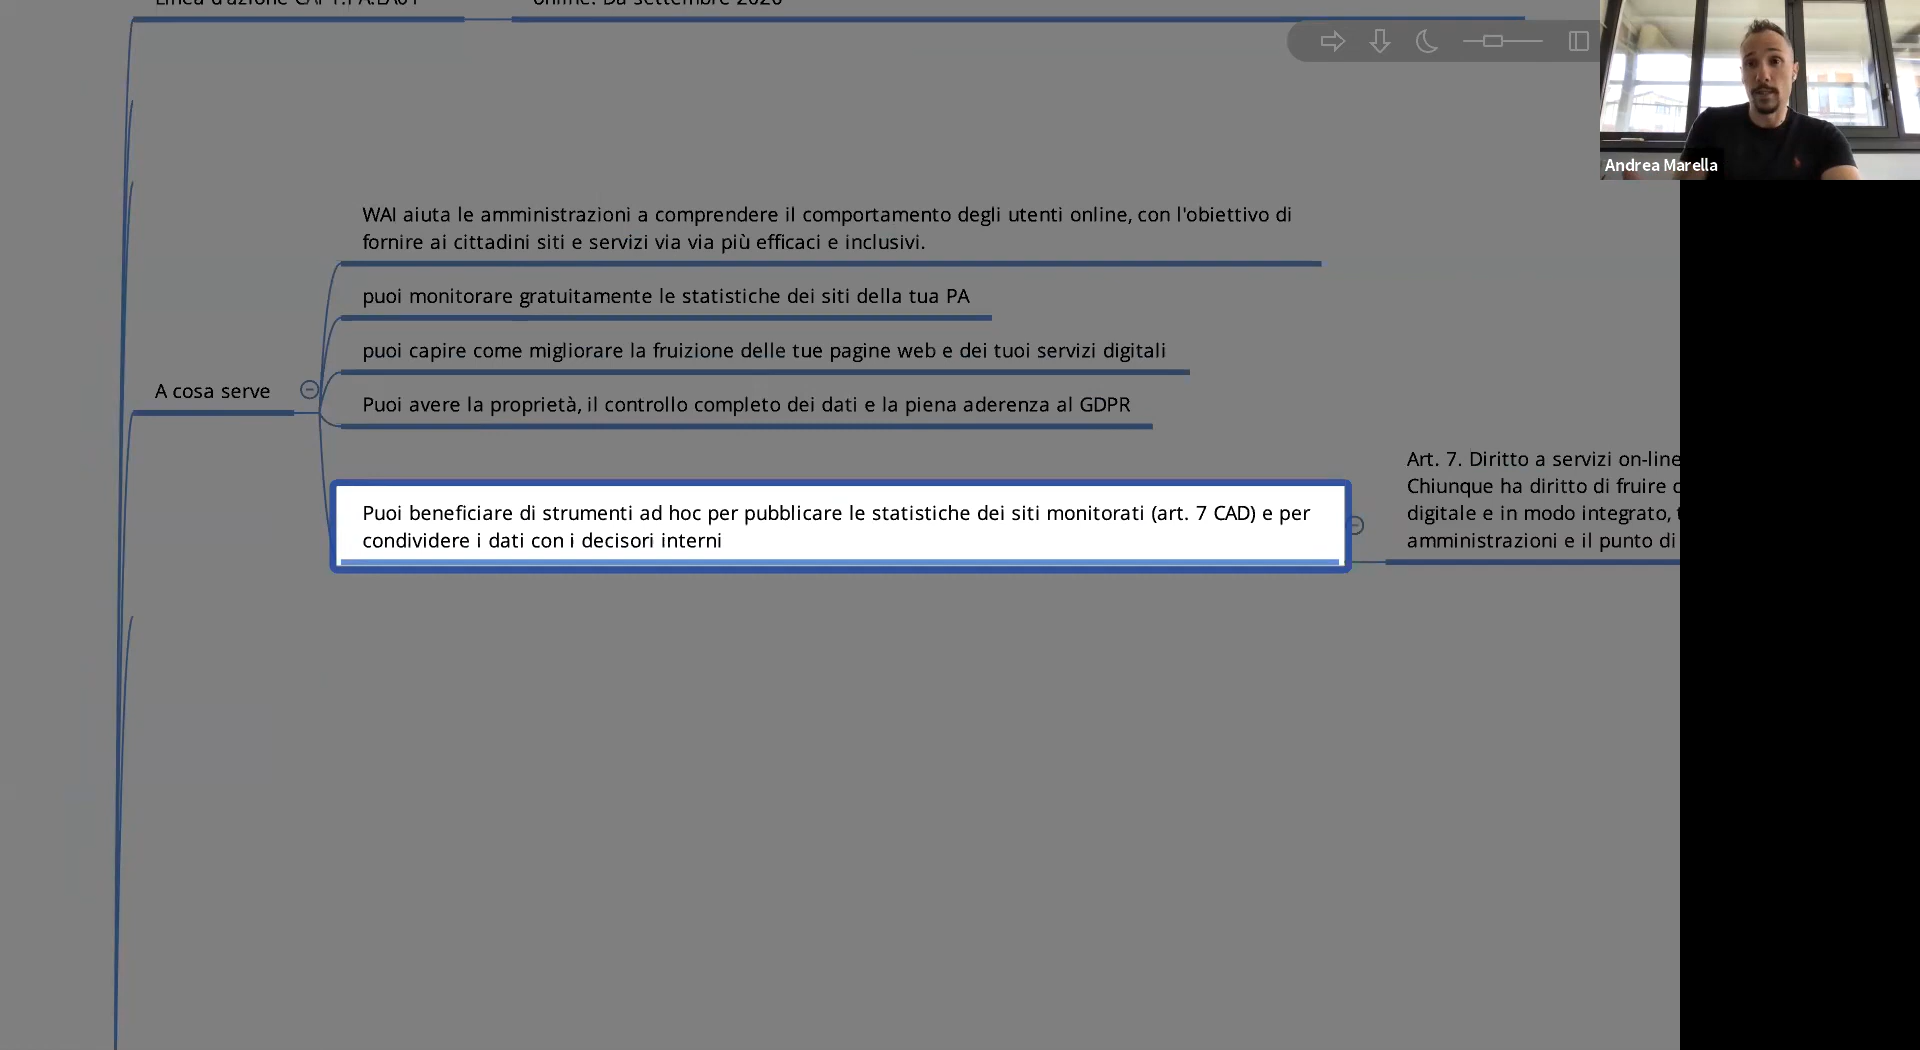 online. Da settembre 2020
Andrea Marella
WAI aiuta le amministrazioni a comprendere il comportamento degli utenti online, con l'obiettivo di
fornire ai cittadini siti e servizi via via più efficaci e inclusivi.
puoi monitorare gratuitamente le statistiche dei siti della tua PA
puoi capire come migliorare la fruizione delle tue pagine web e dei tuoi servizi digitali
A cosa serve
Puoi avere la proprietà, il controllo completo dei dati e la piena aderenza al GDPR
Puoi beneficiare di strumenti ad hoc per pubblicare le statistiche dei siti monitorati (art. 7 CAD) e per
condividere i dati con i decisori interni
Art. 7. Diritto a servizi on-line
Chiunque ha diritto di fruire
digitale e in modo integrato,
amministrazioni e il punto di